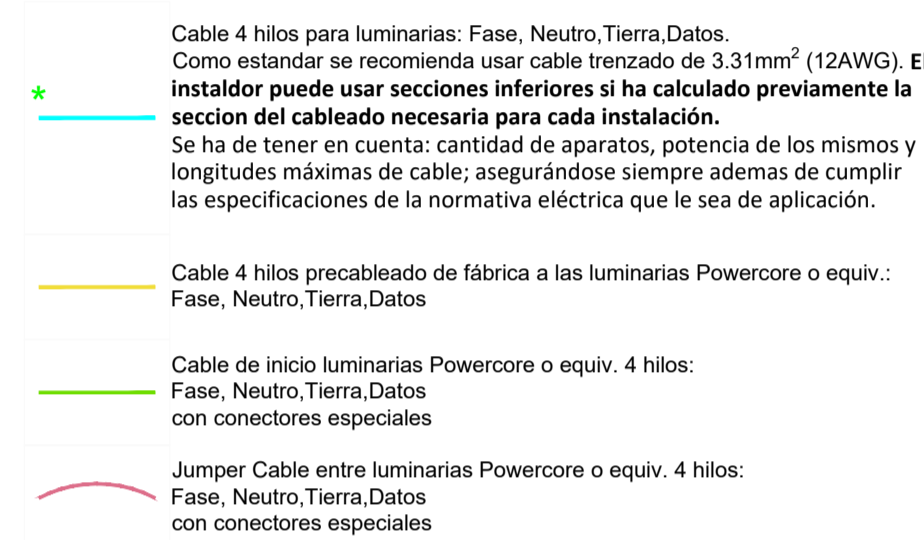 Cable 4 hilos para luminarias: Fase, Neutro,Tierra,Datos.
Como estandar se recomienda usar cable trenzado de 3.31mm² (12AWG). El
*
instaldor puede usar secciones inferiores si ha calculado previamente la
seccion del cableado necesaria para cada instalación.
Se ha de tener en cuenta: cantidad de aparatos, potencia de los mismos y
longitudes máximas de cable; asegurándose siempre ademas de cumplir
las especificaciones de la normativa eléctrica que le sea de aplicación.
Cable 4 hilos precableado de fábrica a las luminarias Powercore o equiv.:
Fase, Neutro,Tierra,Datos
Cable de inicio luminarias Powercore o equiv. 4 hilos:
Fase, Neutro,Tierra,Datos
con conectores especiales
Jumper Cable entre luminarias Powercore o equiv. 4 hilos:
Fase, Neutro,Tierra,Datos
con conectores especiales